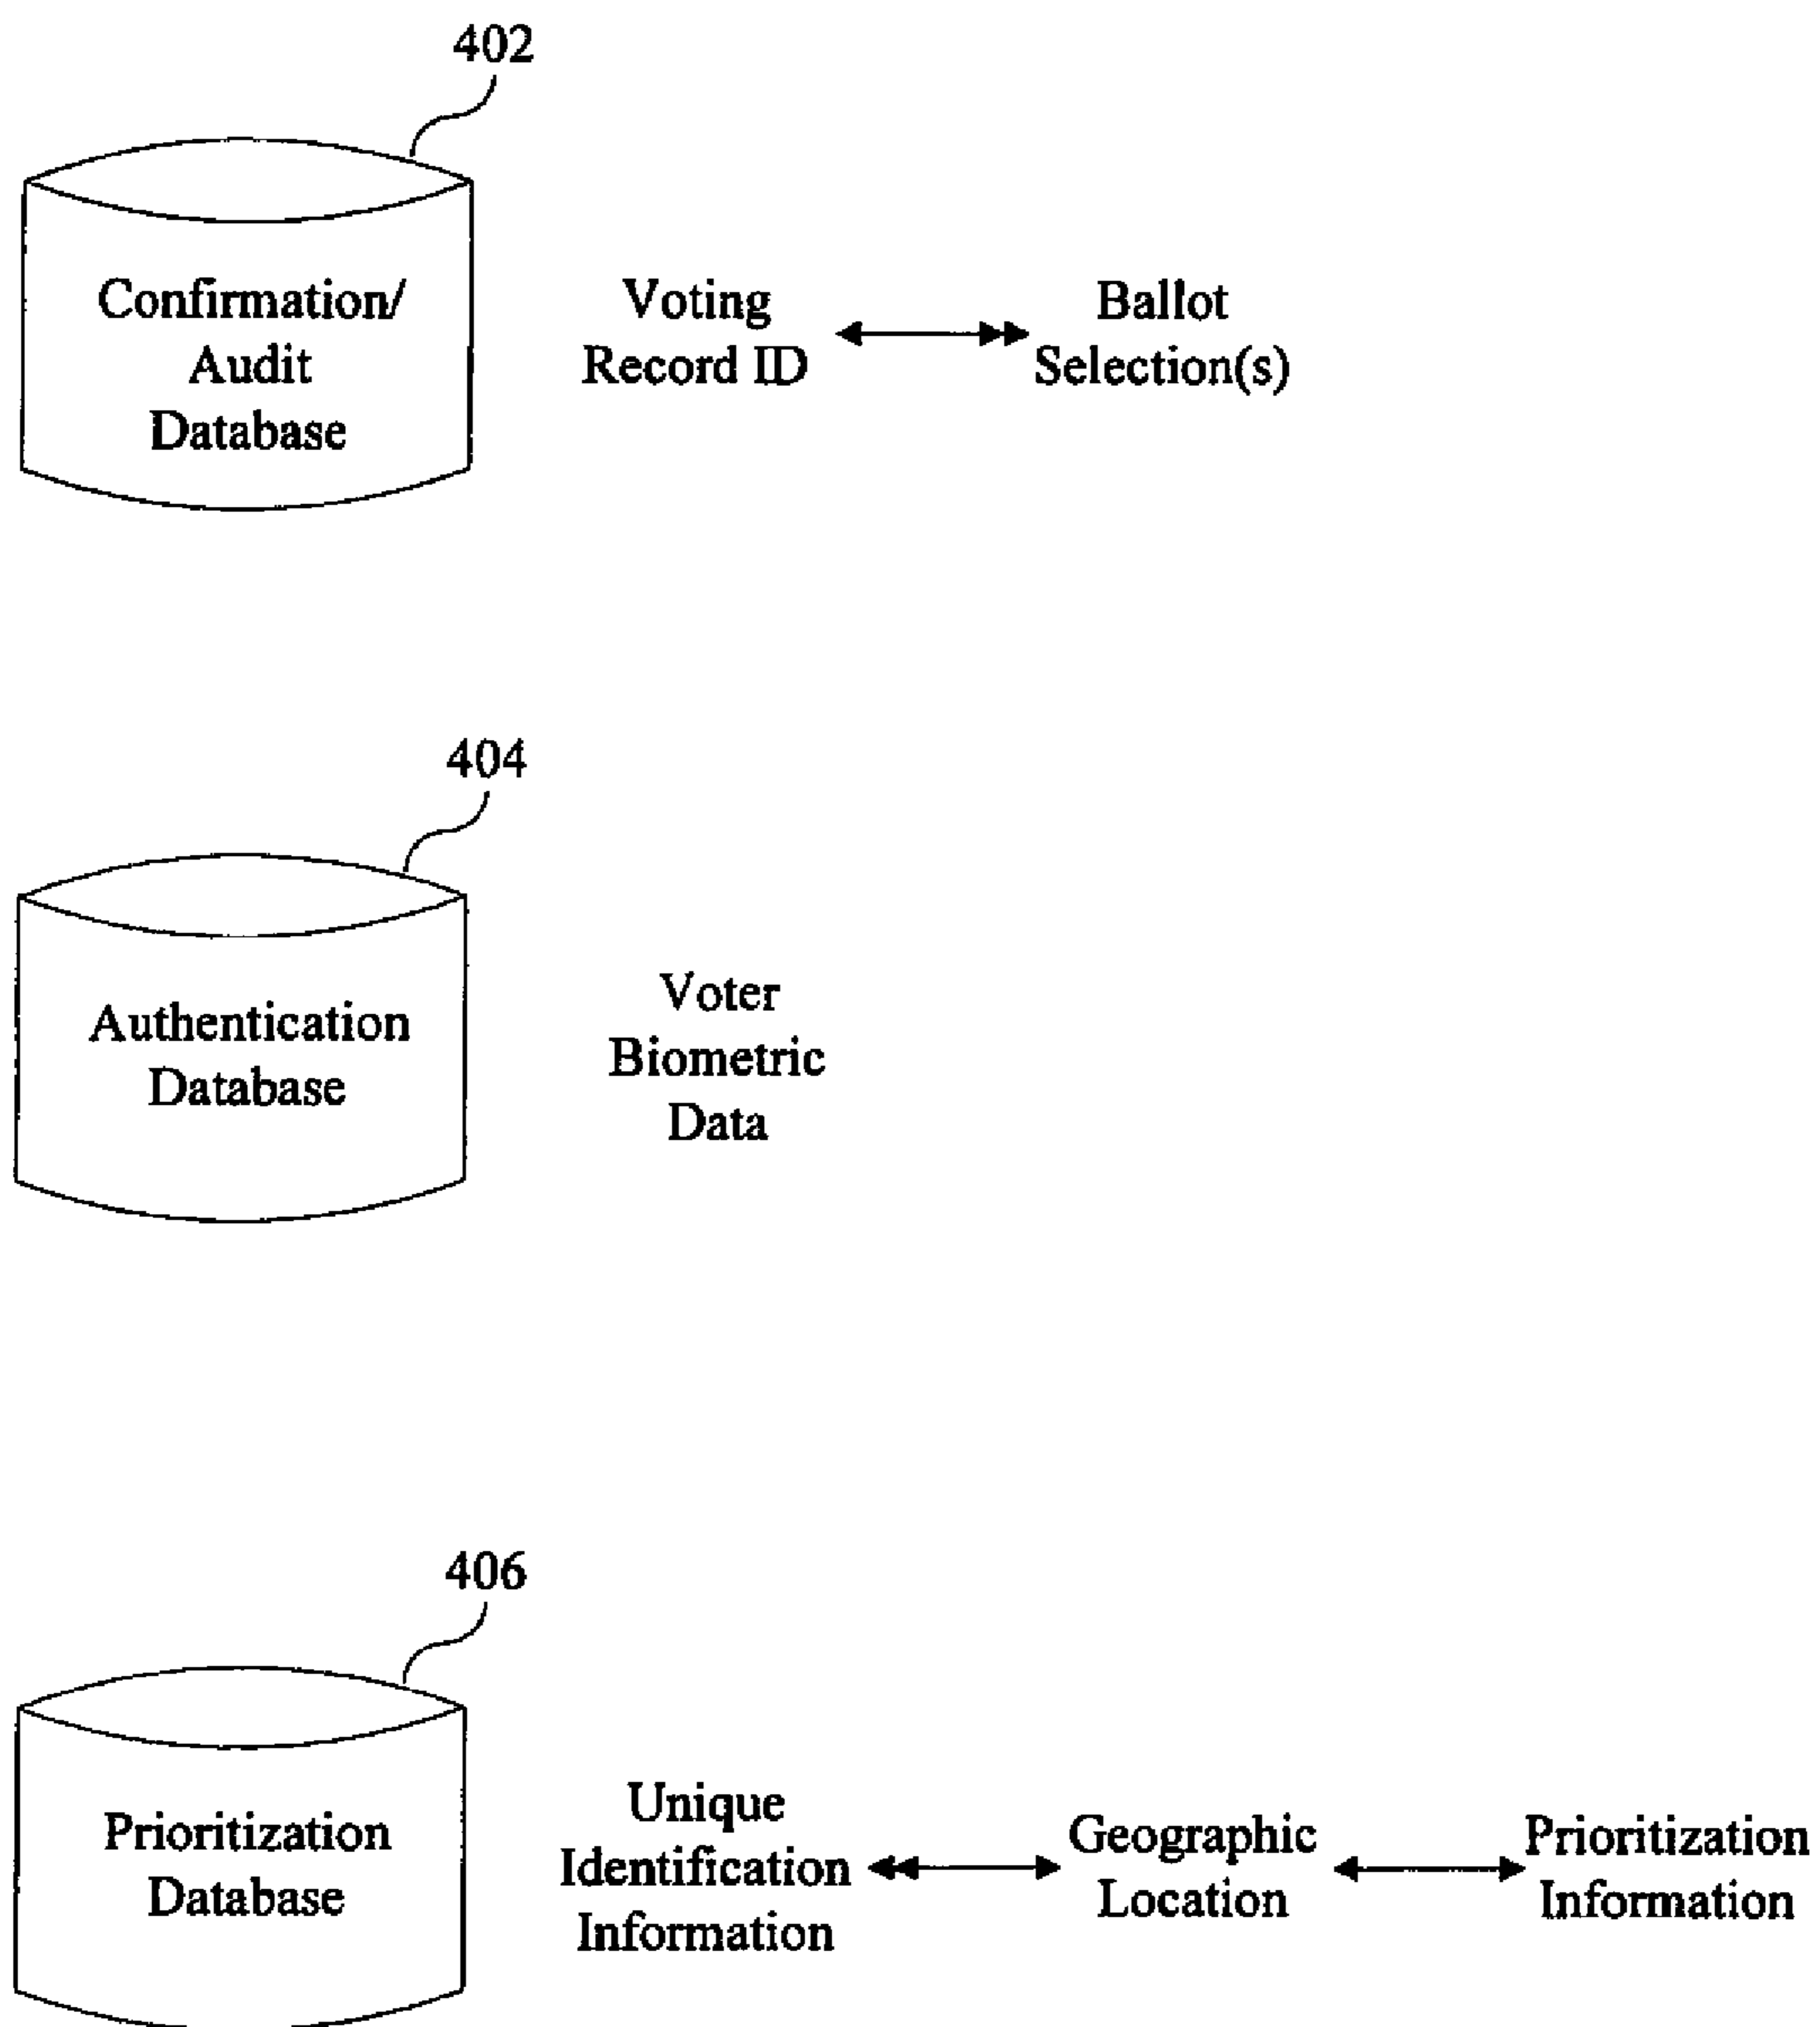 402
Confirmation/
Audit
Database
Voting
Record ID
Ballot
Selection(s)
404
Authentication
Database
Voter
Biometric
Data
406
Prioritization
Database
Unique
Identification
Information
Geographic
Location
Prioritization
Information